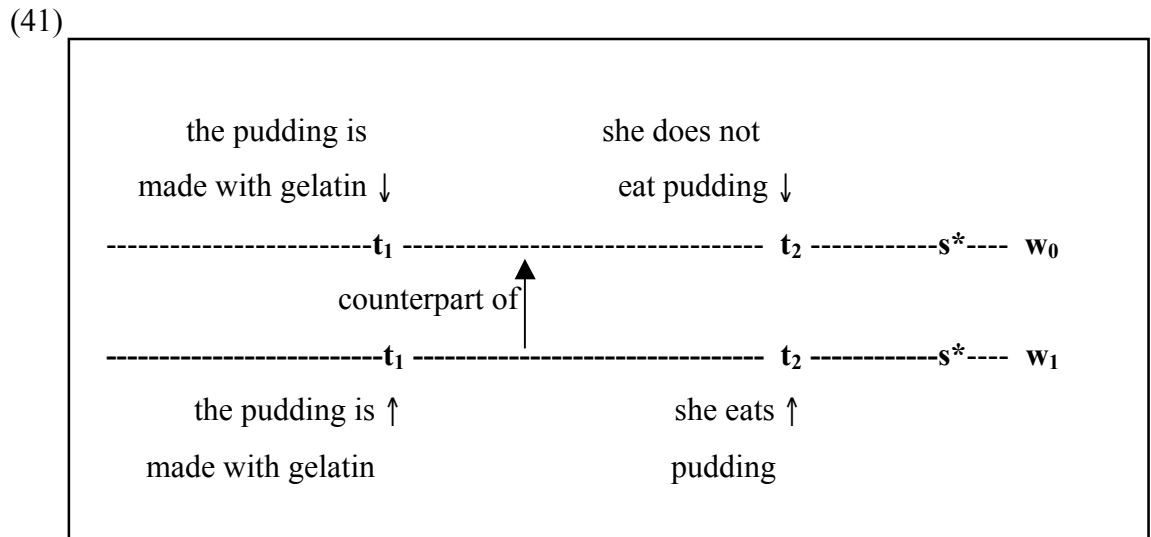 (41)
the pudding is she does not
made with gelatin ↓ eat pudding ↓
-------------------------t₁ ---------------------------------- t₂ ------------s*---- w₀
counterpart of
--------------------------t₁ --------------------------------- t₂ ------------s*---- w₁
the pudding is ↑ she eats ↑
made with gelatin pudding